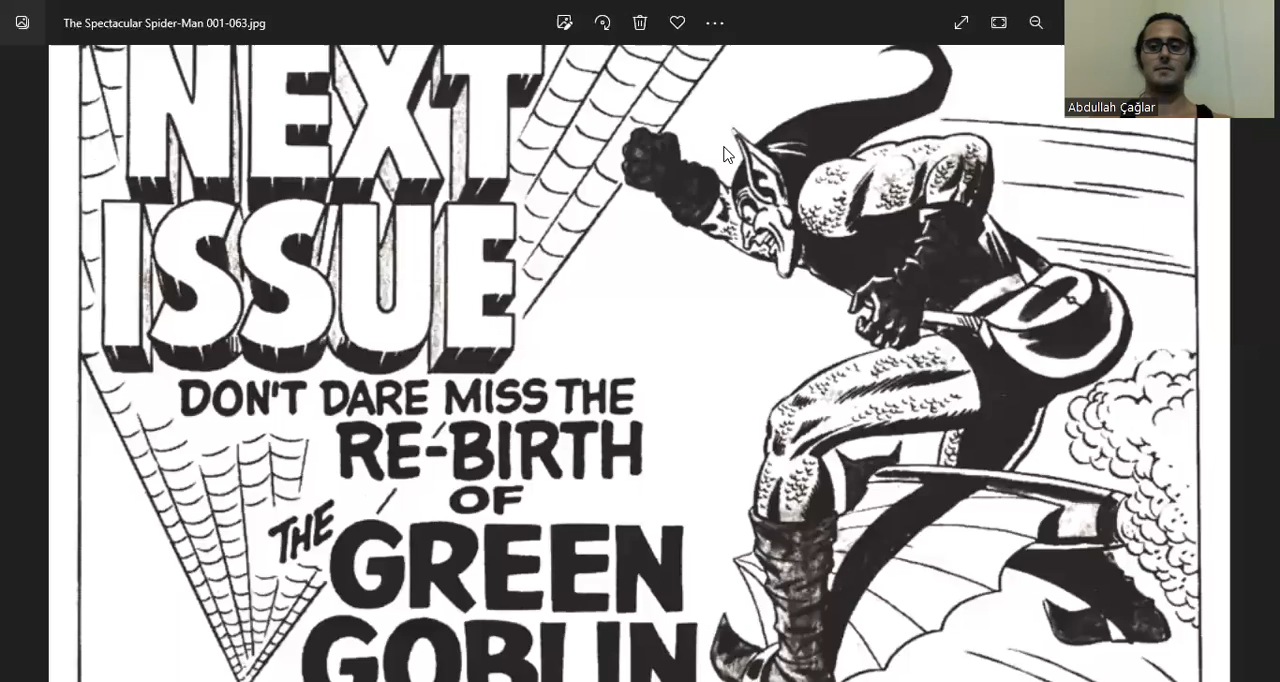 The Spectacular Spider-Man 001-063.jpg
Abdullah Çağlar
NEXT
ISSUE
DON'T DARE MISS THE
RE-BIRTH
OF
THE
GREEN
GOBLIN